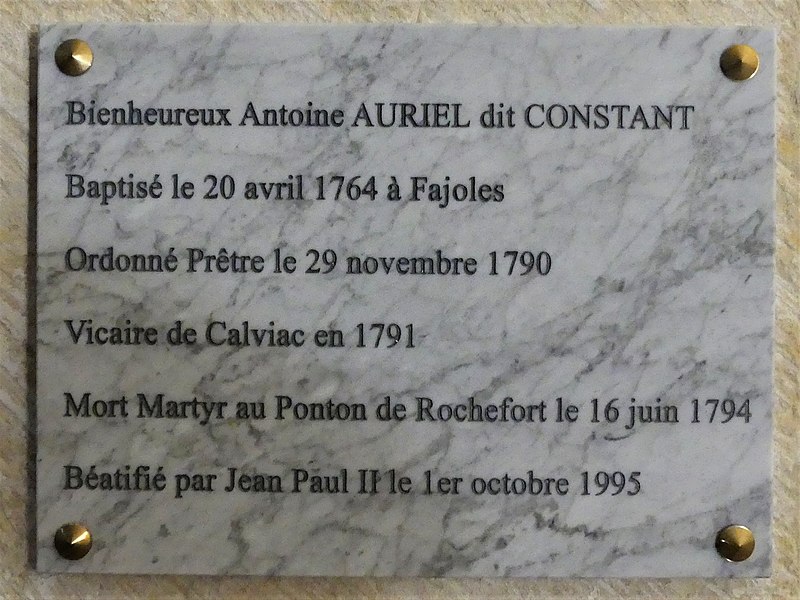 Bienheureux Antoine AURIEL dit CONSTANT
Baptisé le 20 avril 1764 à Fajoles
Ordonné Prêtre le 29 novembre 1790
Vicaire de Calviac en 1791
Mort Martyr au Ponton de Rochefort le 16 juin 1794
Béatifié par Jean Paul II le 1er octobre 1995